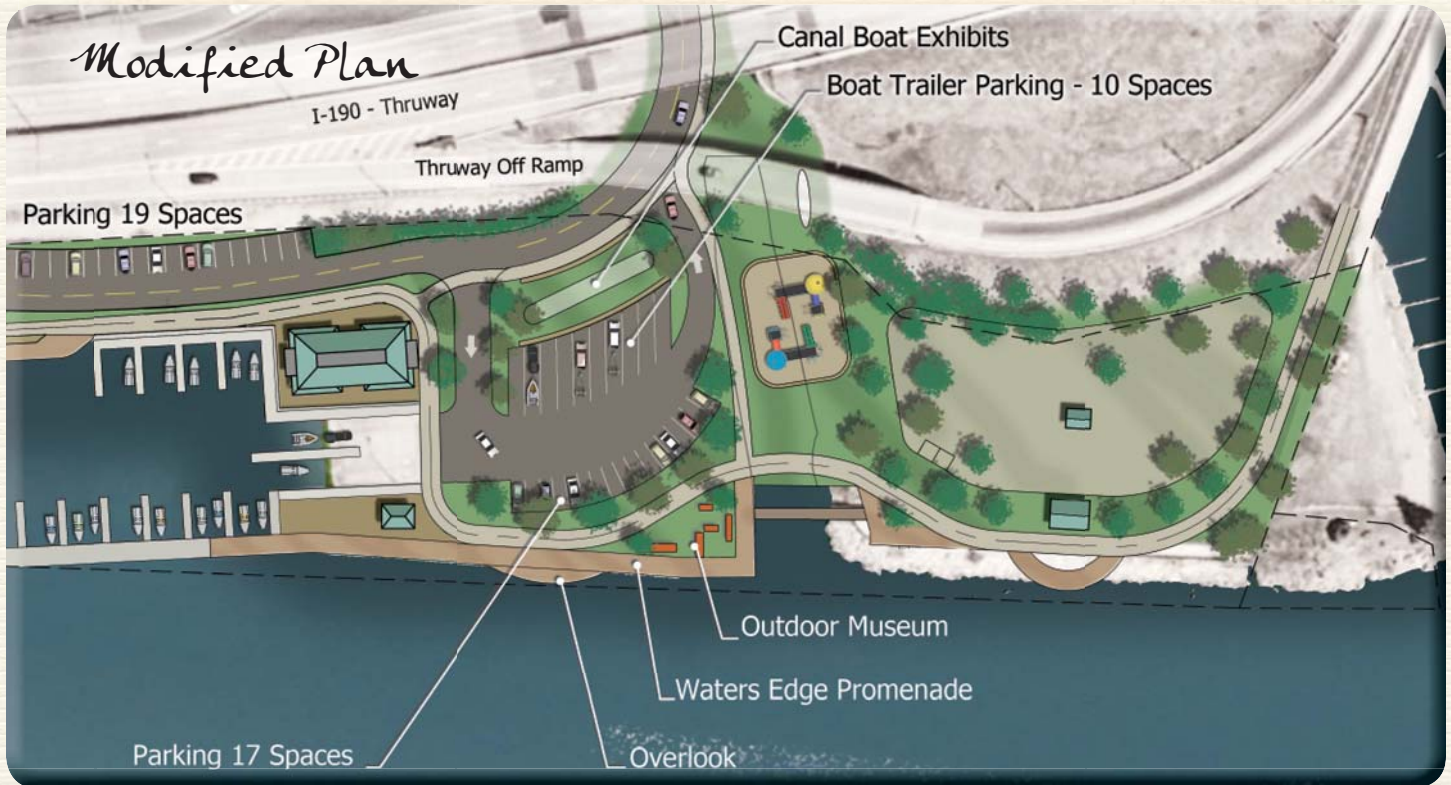 Modified Plan
Canal Boat Exhibits
Boat Trailer Parking - 10 Spaces
I-190 - Thruway
Thruway Off Ramp
Parking 19 Spaces
Outdoor Museum
Waters Edge Promenade
Parking 17 Spaces
Overlook